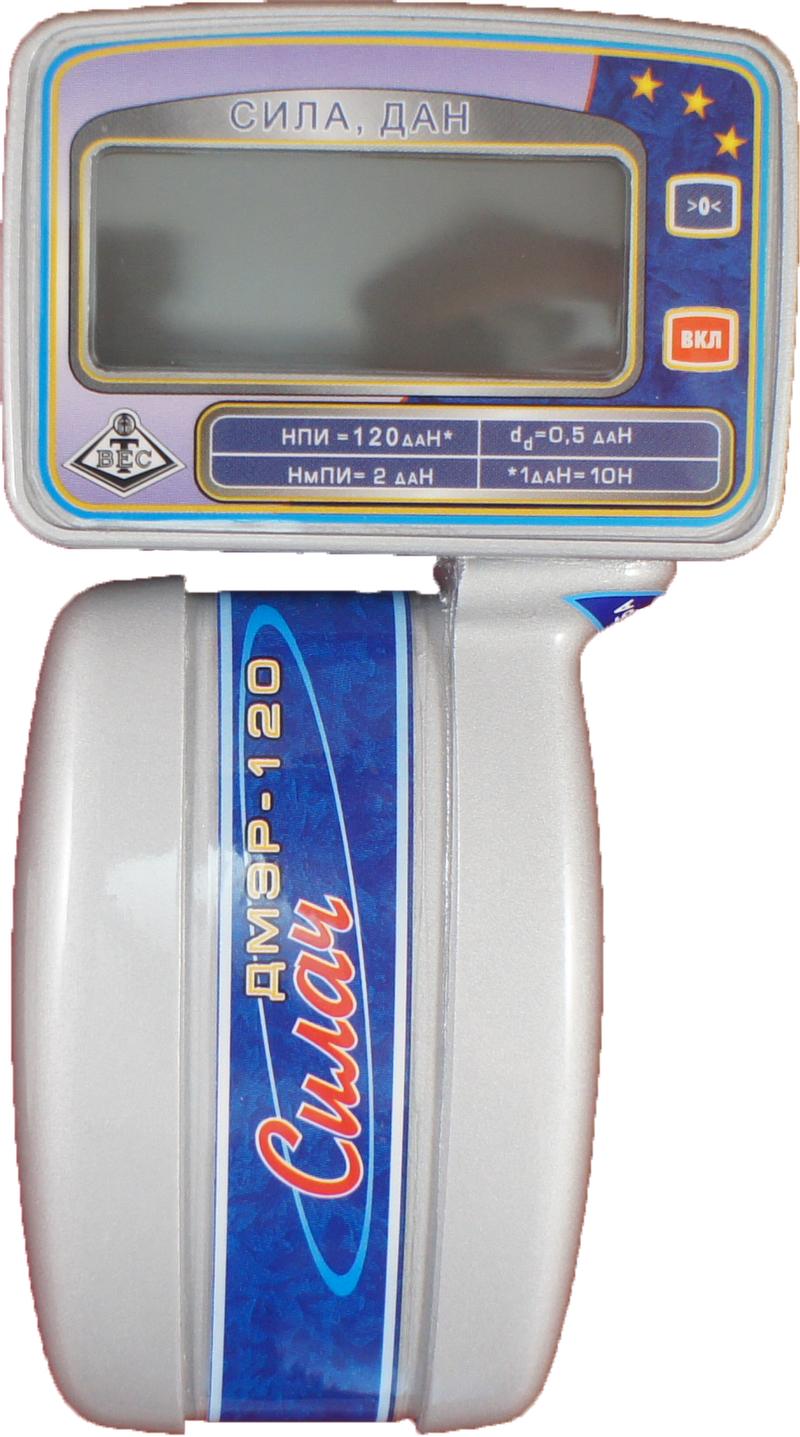 СИЛА, ДАН
>0<
ВКЛ
Т
ВЕС
НПИ =120даН*
dd=0,5 даН
НмПИ= 2 даН
*1даН=10Н
ДМЭР-120
Силач